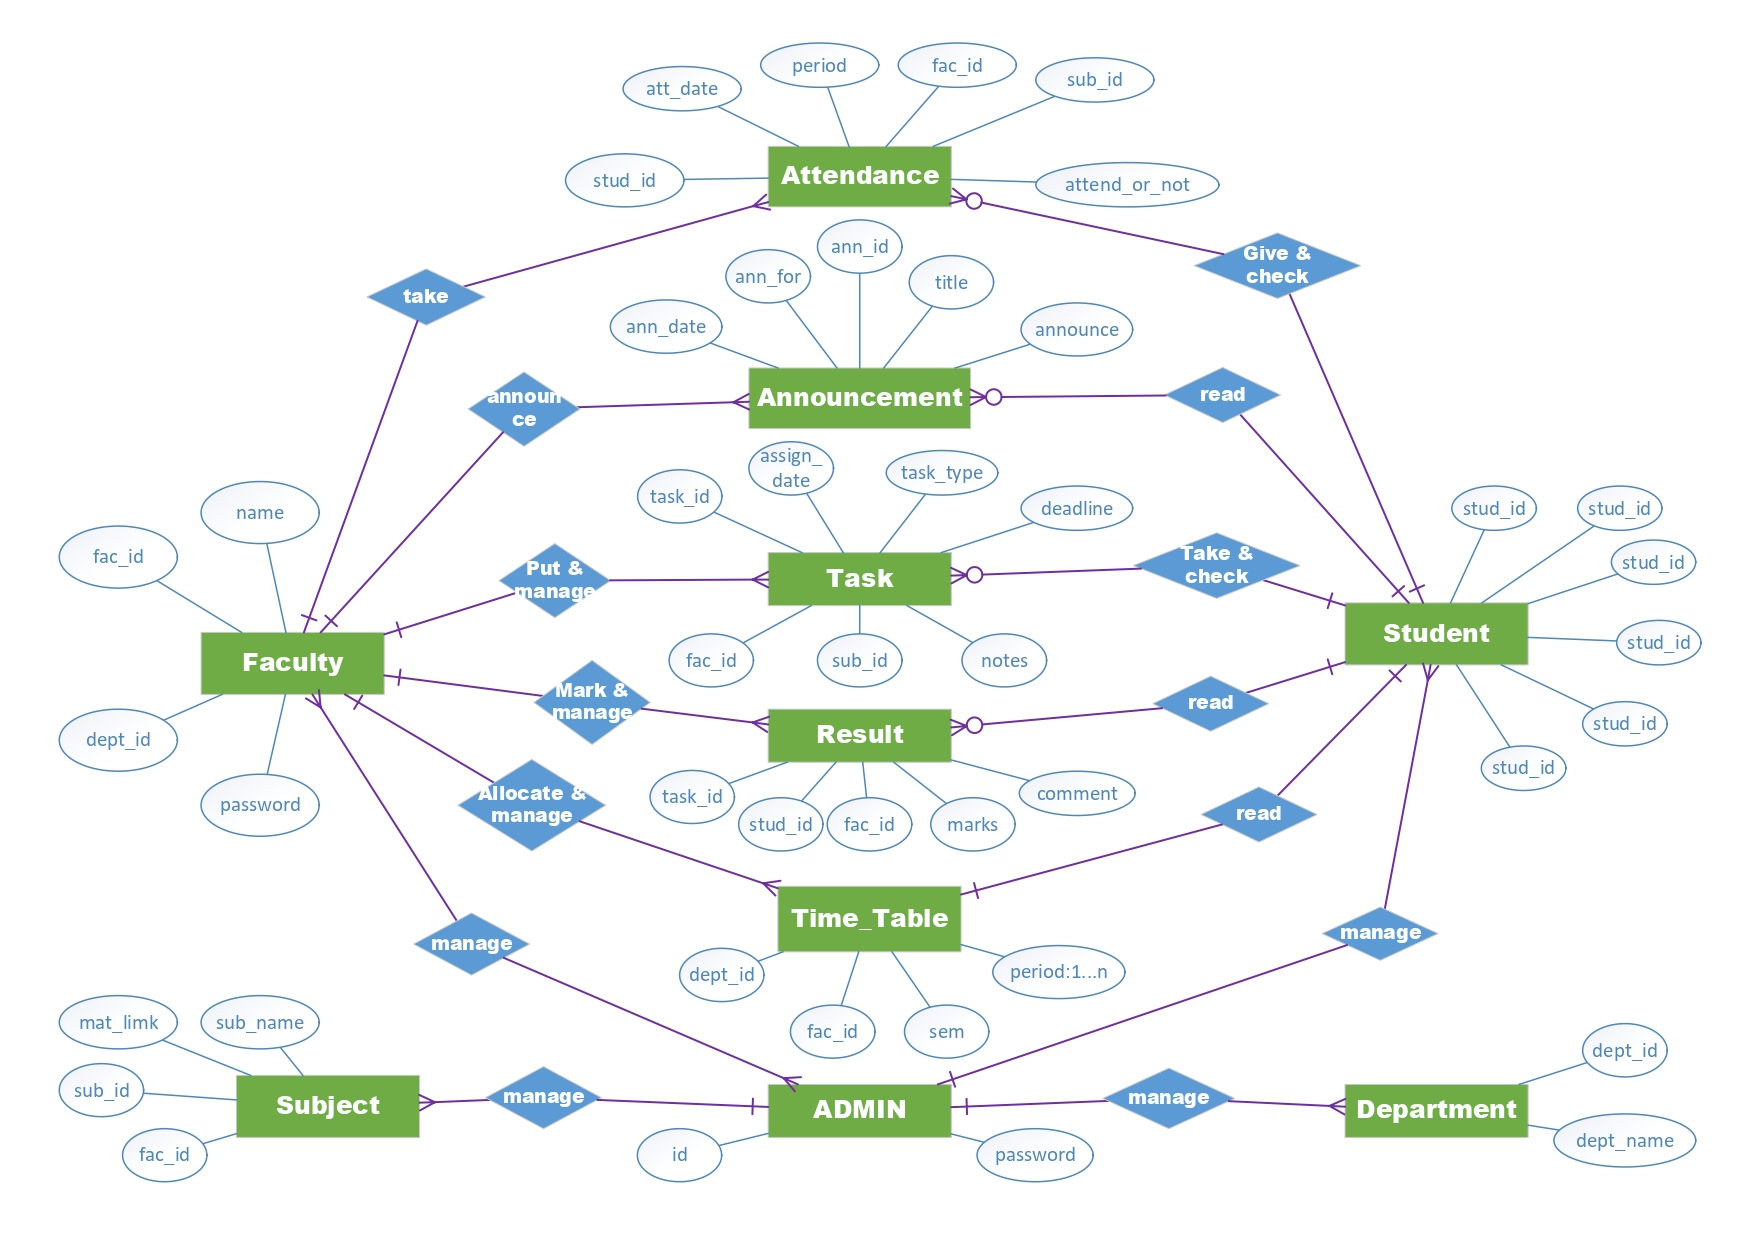 period
fac_id
sub_id
att_date
Attendance
stud_id
attend_or_not
ann_id
Give &
check
ann_for
title
take
ann_date
announce
announ
ce
Announcement
read
assign_
date
task_type
task_id
deadline
stud_id
stud_id
name
fac_id
Put &
manage
Task
Take &
check
stud_id
Student
stud_id
Faculty
fac_id
sub_id
notes
Mark &
manage
Result
read
stud_id
dept_id
stud_id
password
Allocate &
manage
task_id
stud_id
fac_id
marks
comment
read
Time_Table
manage
manage
dept_id
period:1...n
fac_id
sem
mat_limk
sub_name
dept_id
sub_id
Subject
manage
ADMIN
manage
Department
fac_id
id
password
dept_name